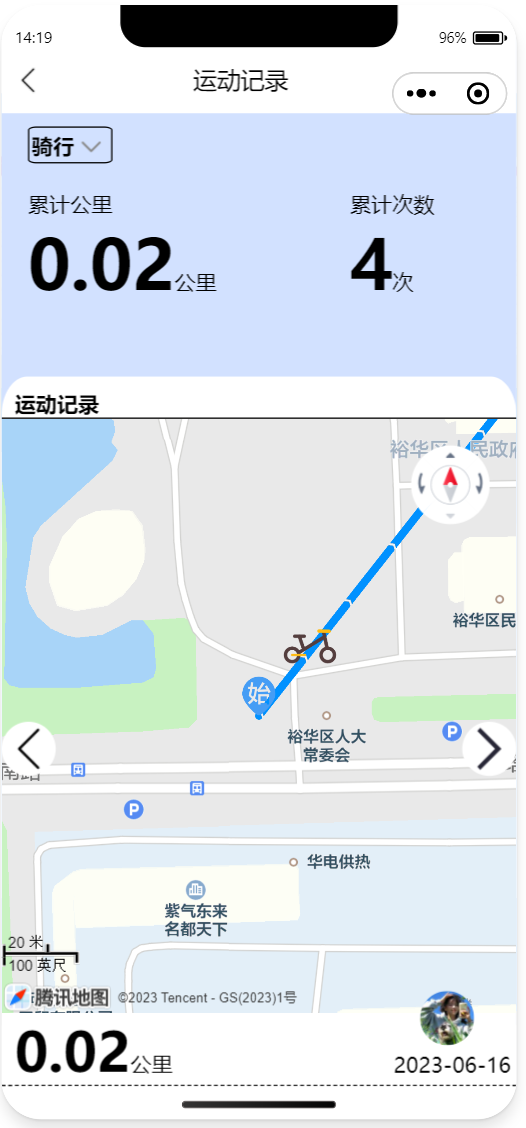 14:19
96%
运动记录
骑行
累计公里
累计次数
0.02公里
4次
运动记录
裕华区人民政府
裕华区民
始
裕华区人大
常委会
P
南路
P
华电供热
紫气东来
名都天下
20 米
100 英尺
腾讯地图
©2023 Tencent - GS(2023)1号
0.02公里
2023-06-16